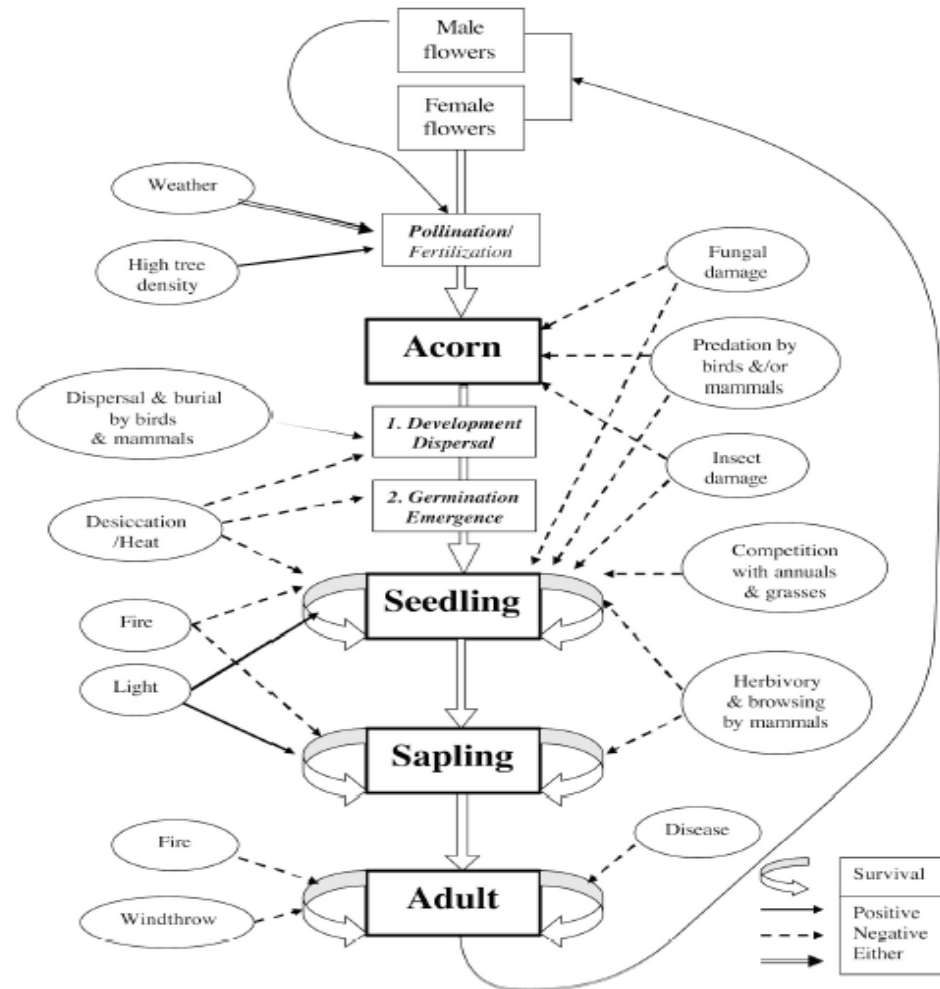 Male
flowers
Female
flowers
Weather
Pollination/
Fertilization
High tree
density
Fungal
damage
Acorn
Predation by
birds &/or
mammals
Dispersal & burial
by birds
& mammals
1. Development
Dispersal
Insect
damage
2. Germination
Emergence
Desiccation
/Heat
Competition
with annuals
& grasses
Seedling
Fire
Light
Herbivory
& browsing
by mammals
Sapling
Fire
Disease
Adult
Windthrow
Survival
Positive
Negative
Either